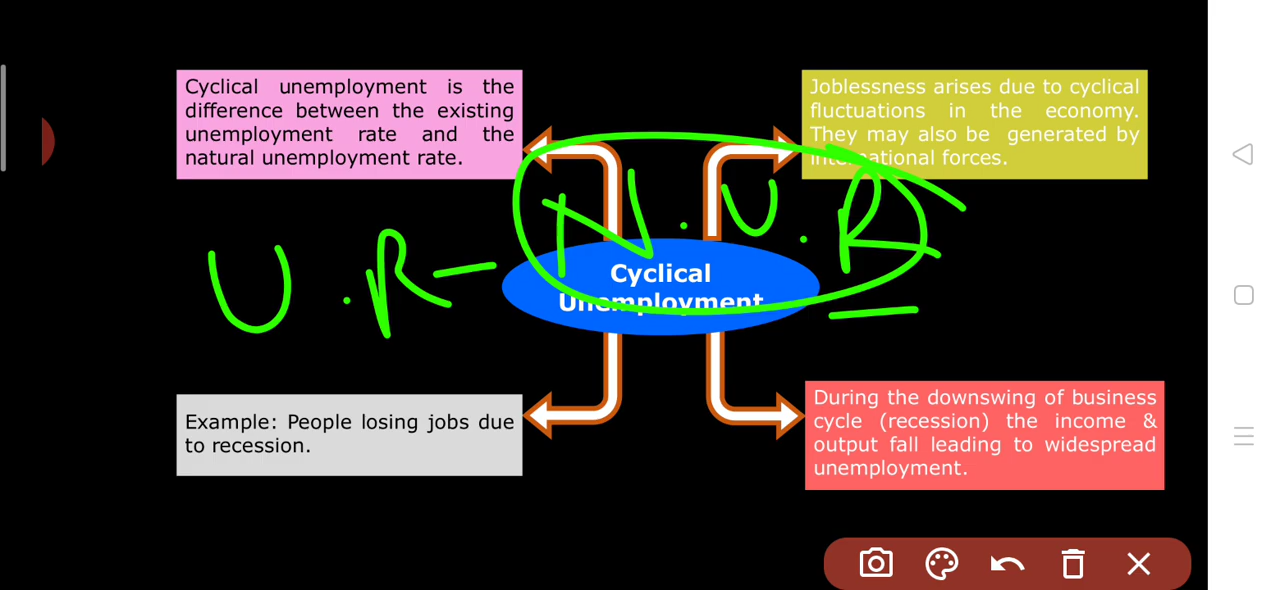 Cyclical unemployment is the
difference between the existing
unemployment rate and the
natural unemployment rate.
Joblessness arises due to cyclical
fluctuations in the economy.
They may also be generated by
international forces.
U.R- N.U.R
Cyclical
Unemployment
Example: People losing jobs due
to recession.
During the downswing of business
cycle (recession) the income &
output fall leading to widespread
unemployment.